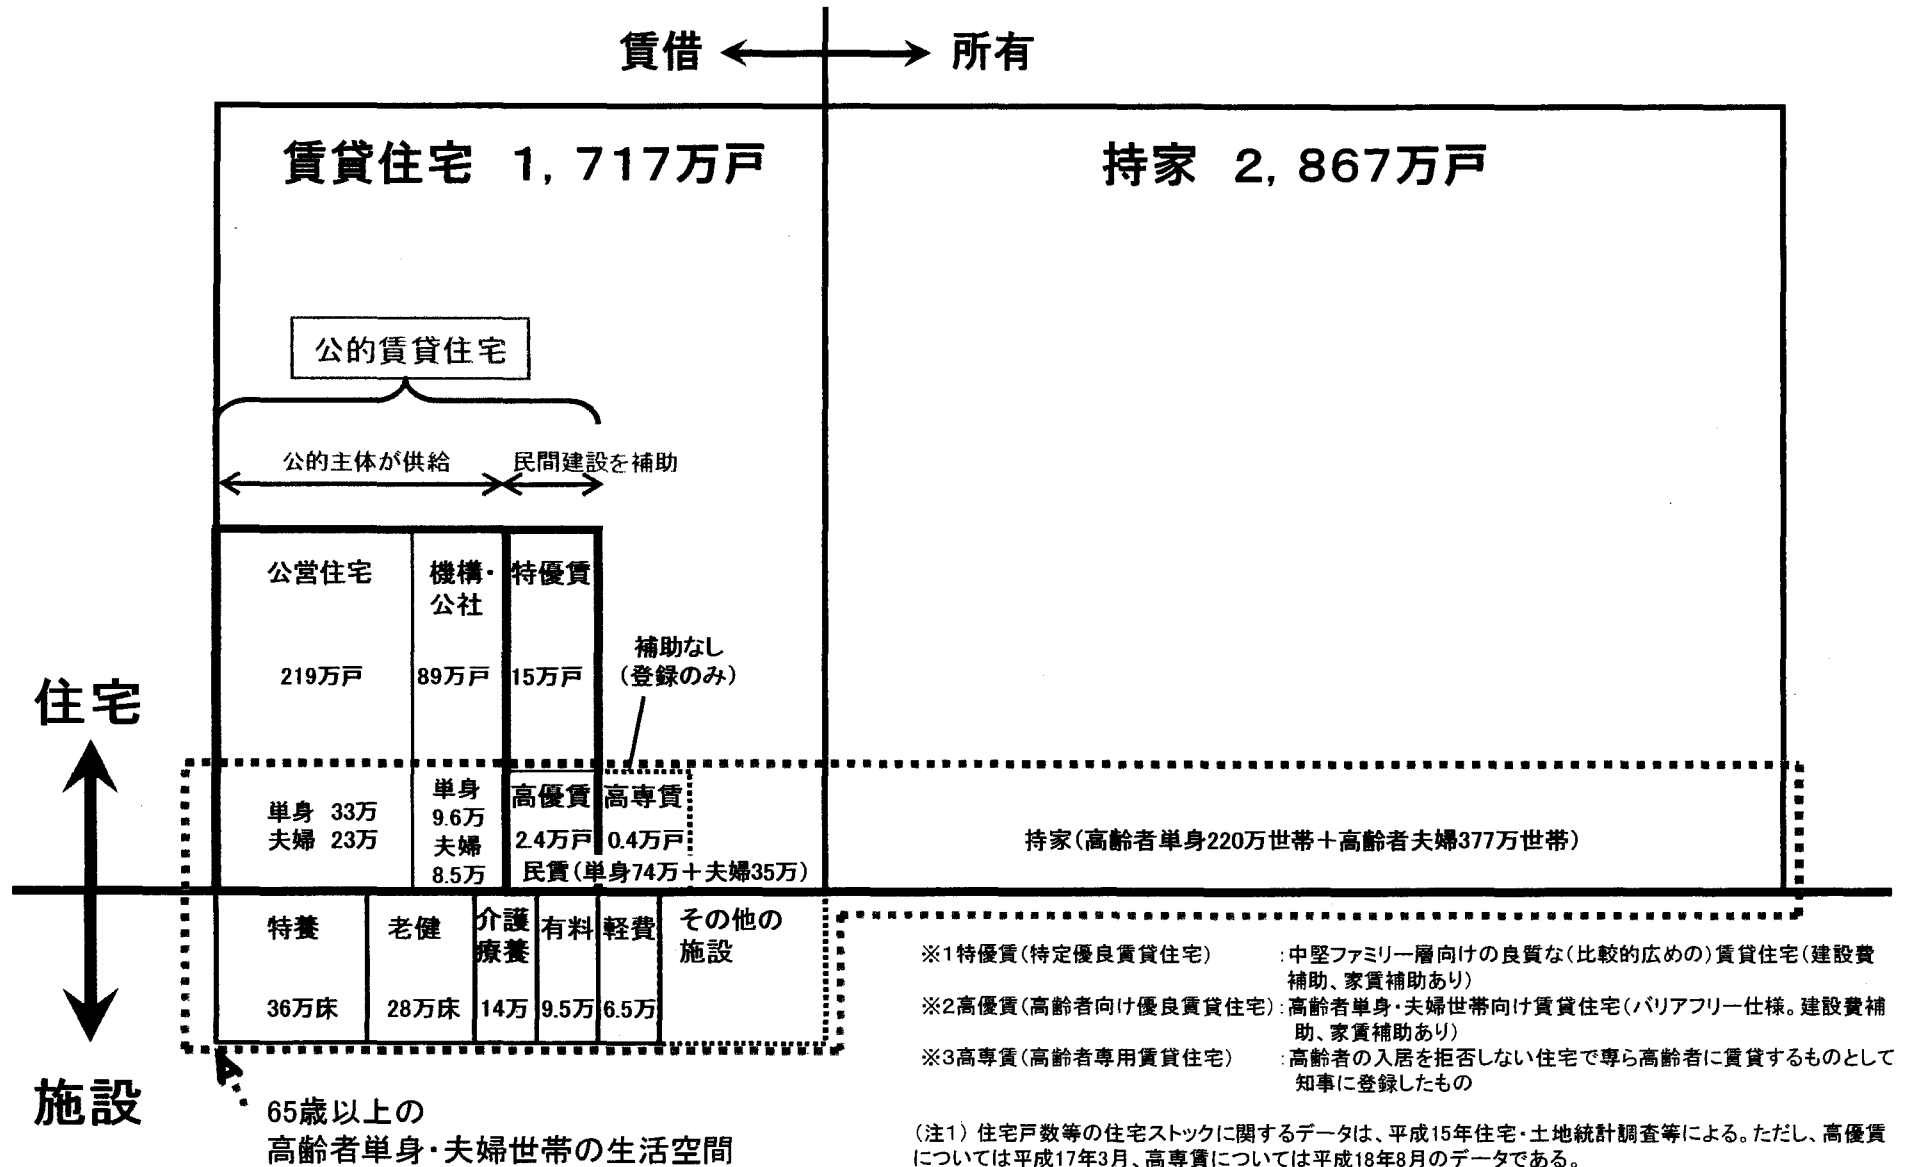 賃借 所有
賃貸住宅 1,717万戸
持家 2,867万戸
公的賃貸住宅
公的主体が供給
民間建設を補助
公営住宅
219万戸
機構・
公社
89万戸
特優賃
15万戸
補助なし
(登録のみ)
住宅
単身 33万
夫婦 23万
単身
9.6万
夫婦
8.5万
高優賃
2.4万戸
高専賃
0.4万戸
民賃(単身74万+夫婦35万)
持家(高齢者単身220万世帯+高齢者夫婦377万世帯)
特養
36万床
老健
28万床
介護
療養
14万
有料
9.5万
軽費
6.5万
その他の
施設
施設
65歳以上の
高齢者単身・夫婦世帯の生活空間
※1特優賃(特定優良賃貸住宅) :中堅ファミリー層向けの良質な(比較的広めの)賃貸住宅(建設費
補助、家賃補助あり)
※2高優賃(高齢者向け優良賃貸住宅):高齢者単身・夫婦世帯向け賃貸住宅(バリアフリー仕様。建設費補
助、家賃補助あり)
※3高専賃(高齢者専用賃貸住宅) :高齢者の入居を拒否しない住宅で専ら高齢者に賃貸するものとして
知事に登録したもの
(注1) 住宅戸数等の住宅ストックに関するデータは、平成15年住宅・土地統計調査等による。ただし、高優賃
については平成17年3月、高専賃については平成18年8月のデータである。